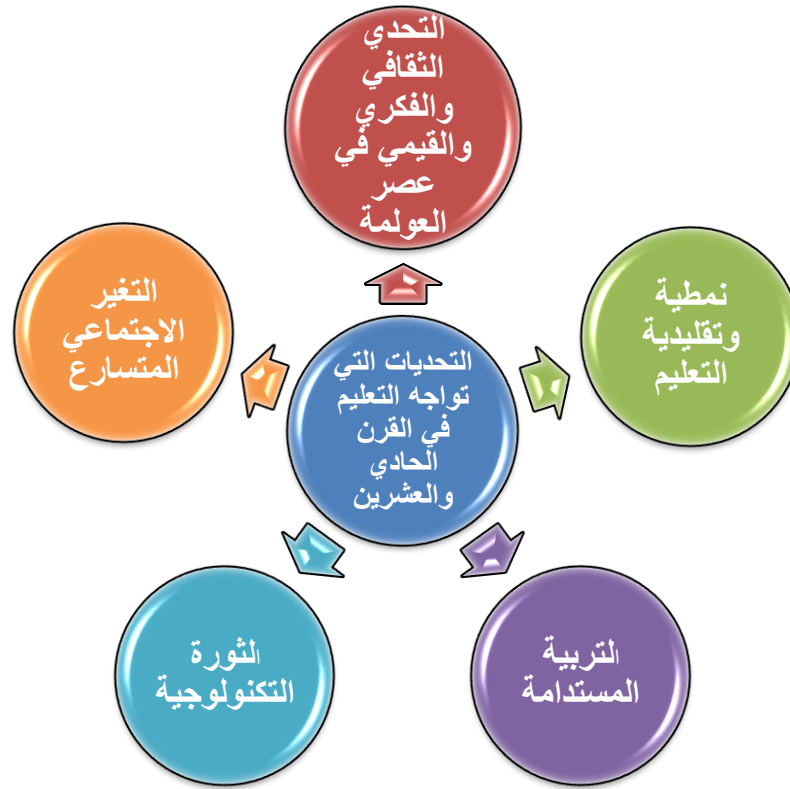 التحدي
الثقافي
والفكري
والقيمي في
عصر
العولمة
نمطية
وتقليدية
التعليم
التربية
المستدامة
الثورة
التكنولوجية
التغير
الاجتماعي
المتسارع
التحديات التي
تواجه التعليم
في القرن
الحادي
والعشرين